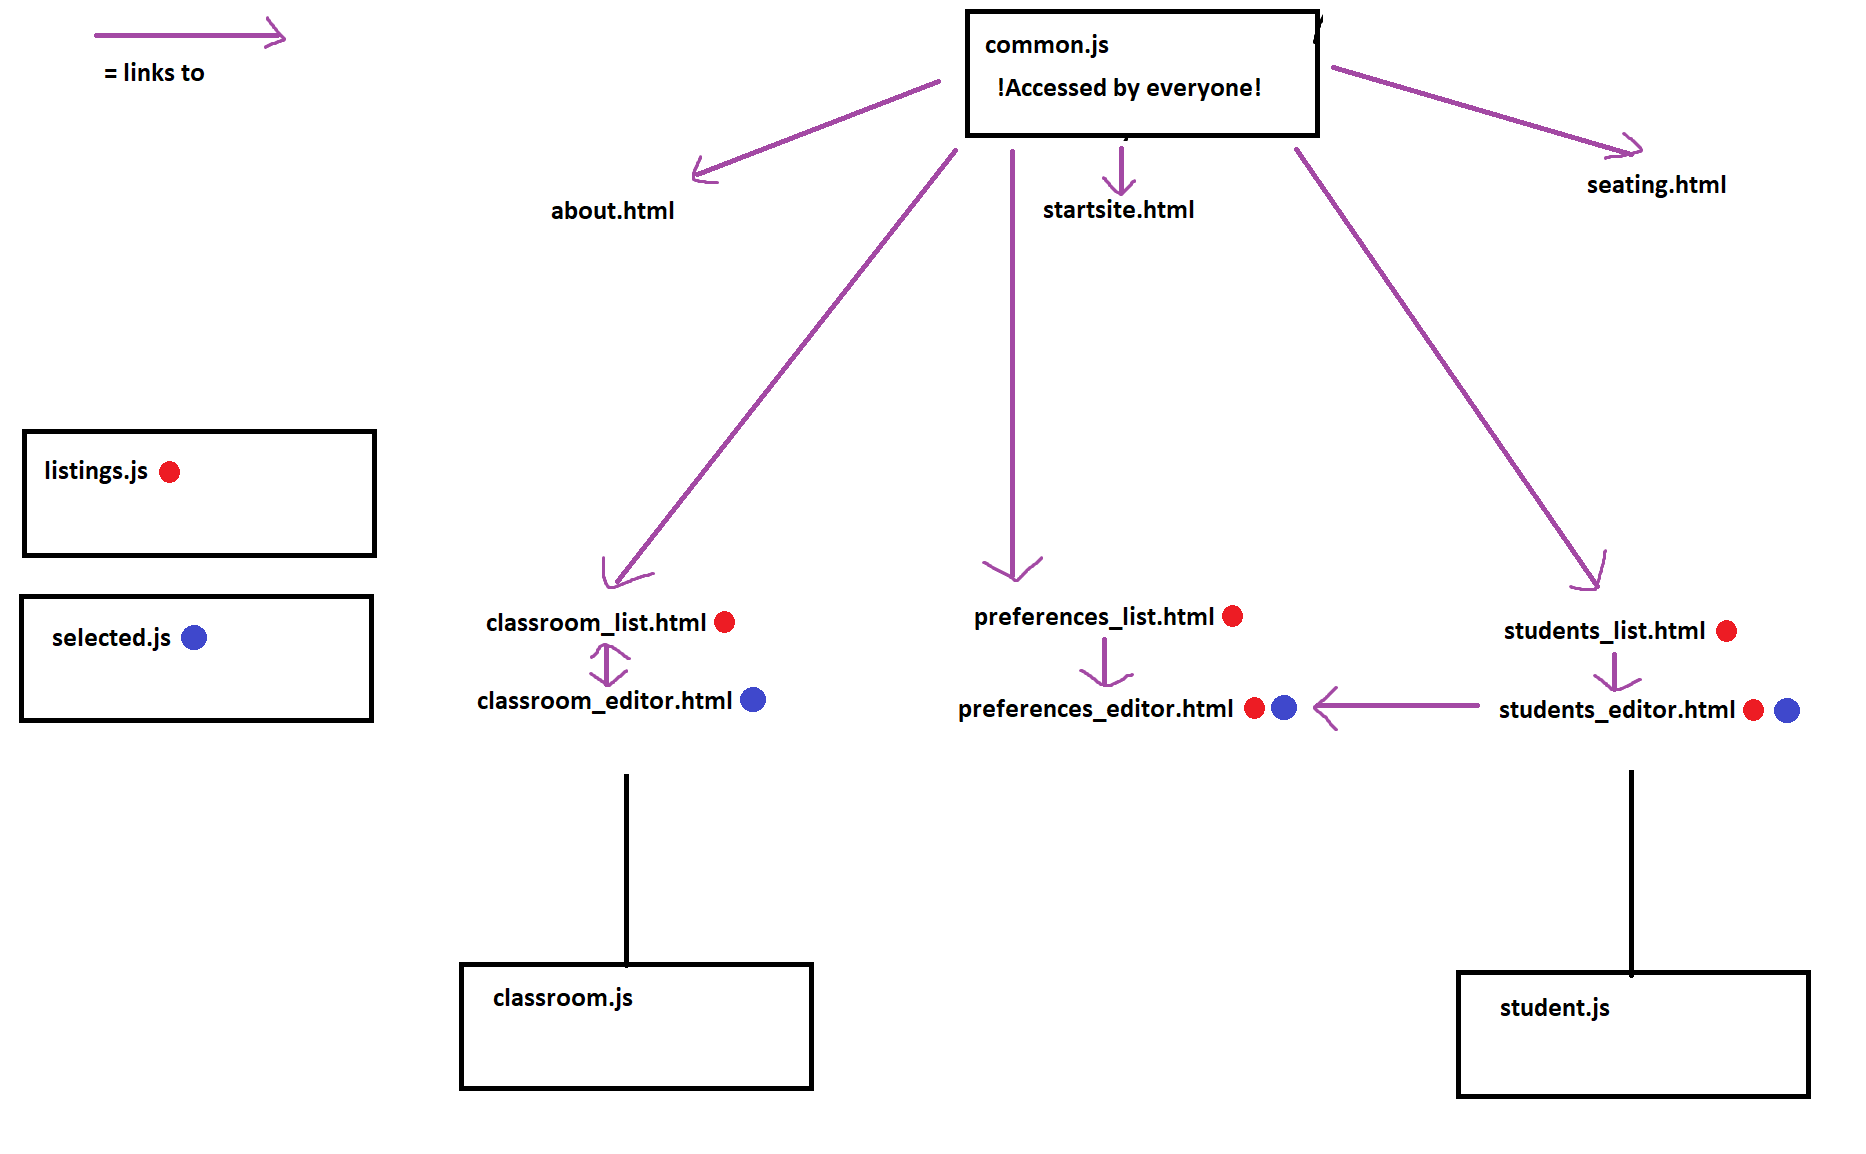 = links to
common.js
!Accessed by everyone!
about.html
startsite.html
seating.html
listings.js
selected.js
classroom_list.html
preferences_list.html
students_list.html
classroom_editor.html
preferences_editor.html
students_editor.html
classroom.js
student.js